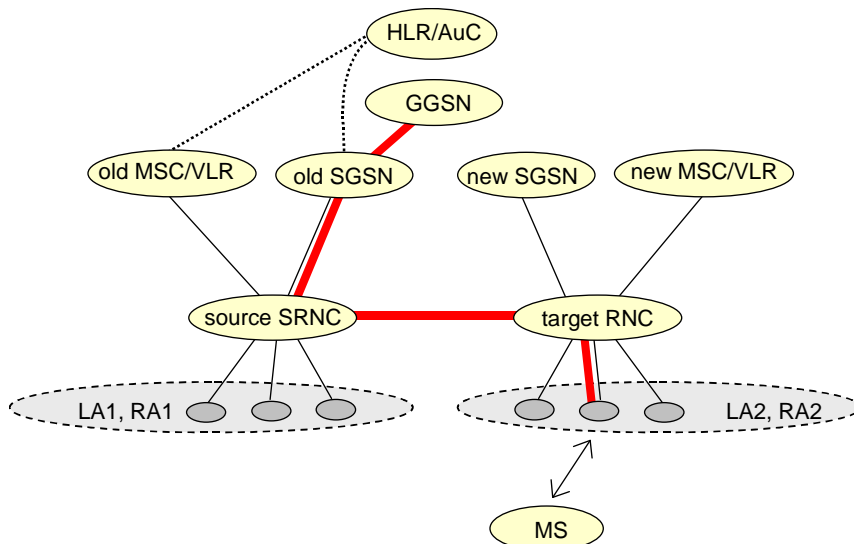 HLR/AuC
GGSN
old MSC/VLR
old SGSN
new SGSN
new MSC/VLR
source SRNC
target RNC
LA1, RA1
LA2, RA2
MS